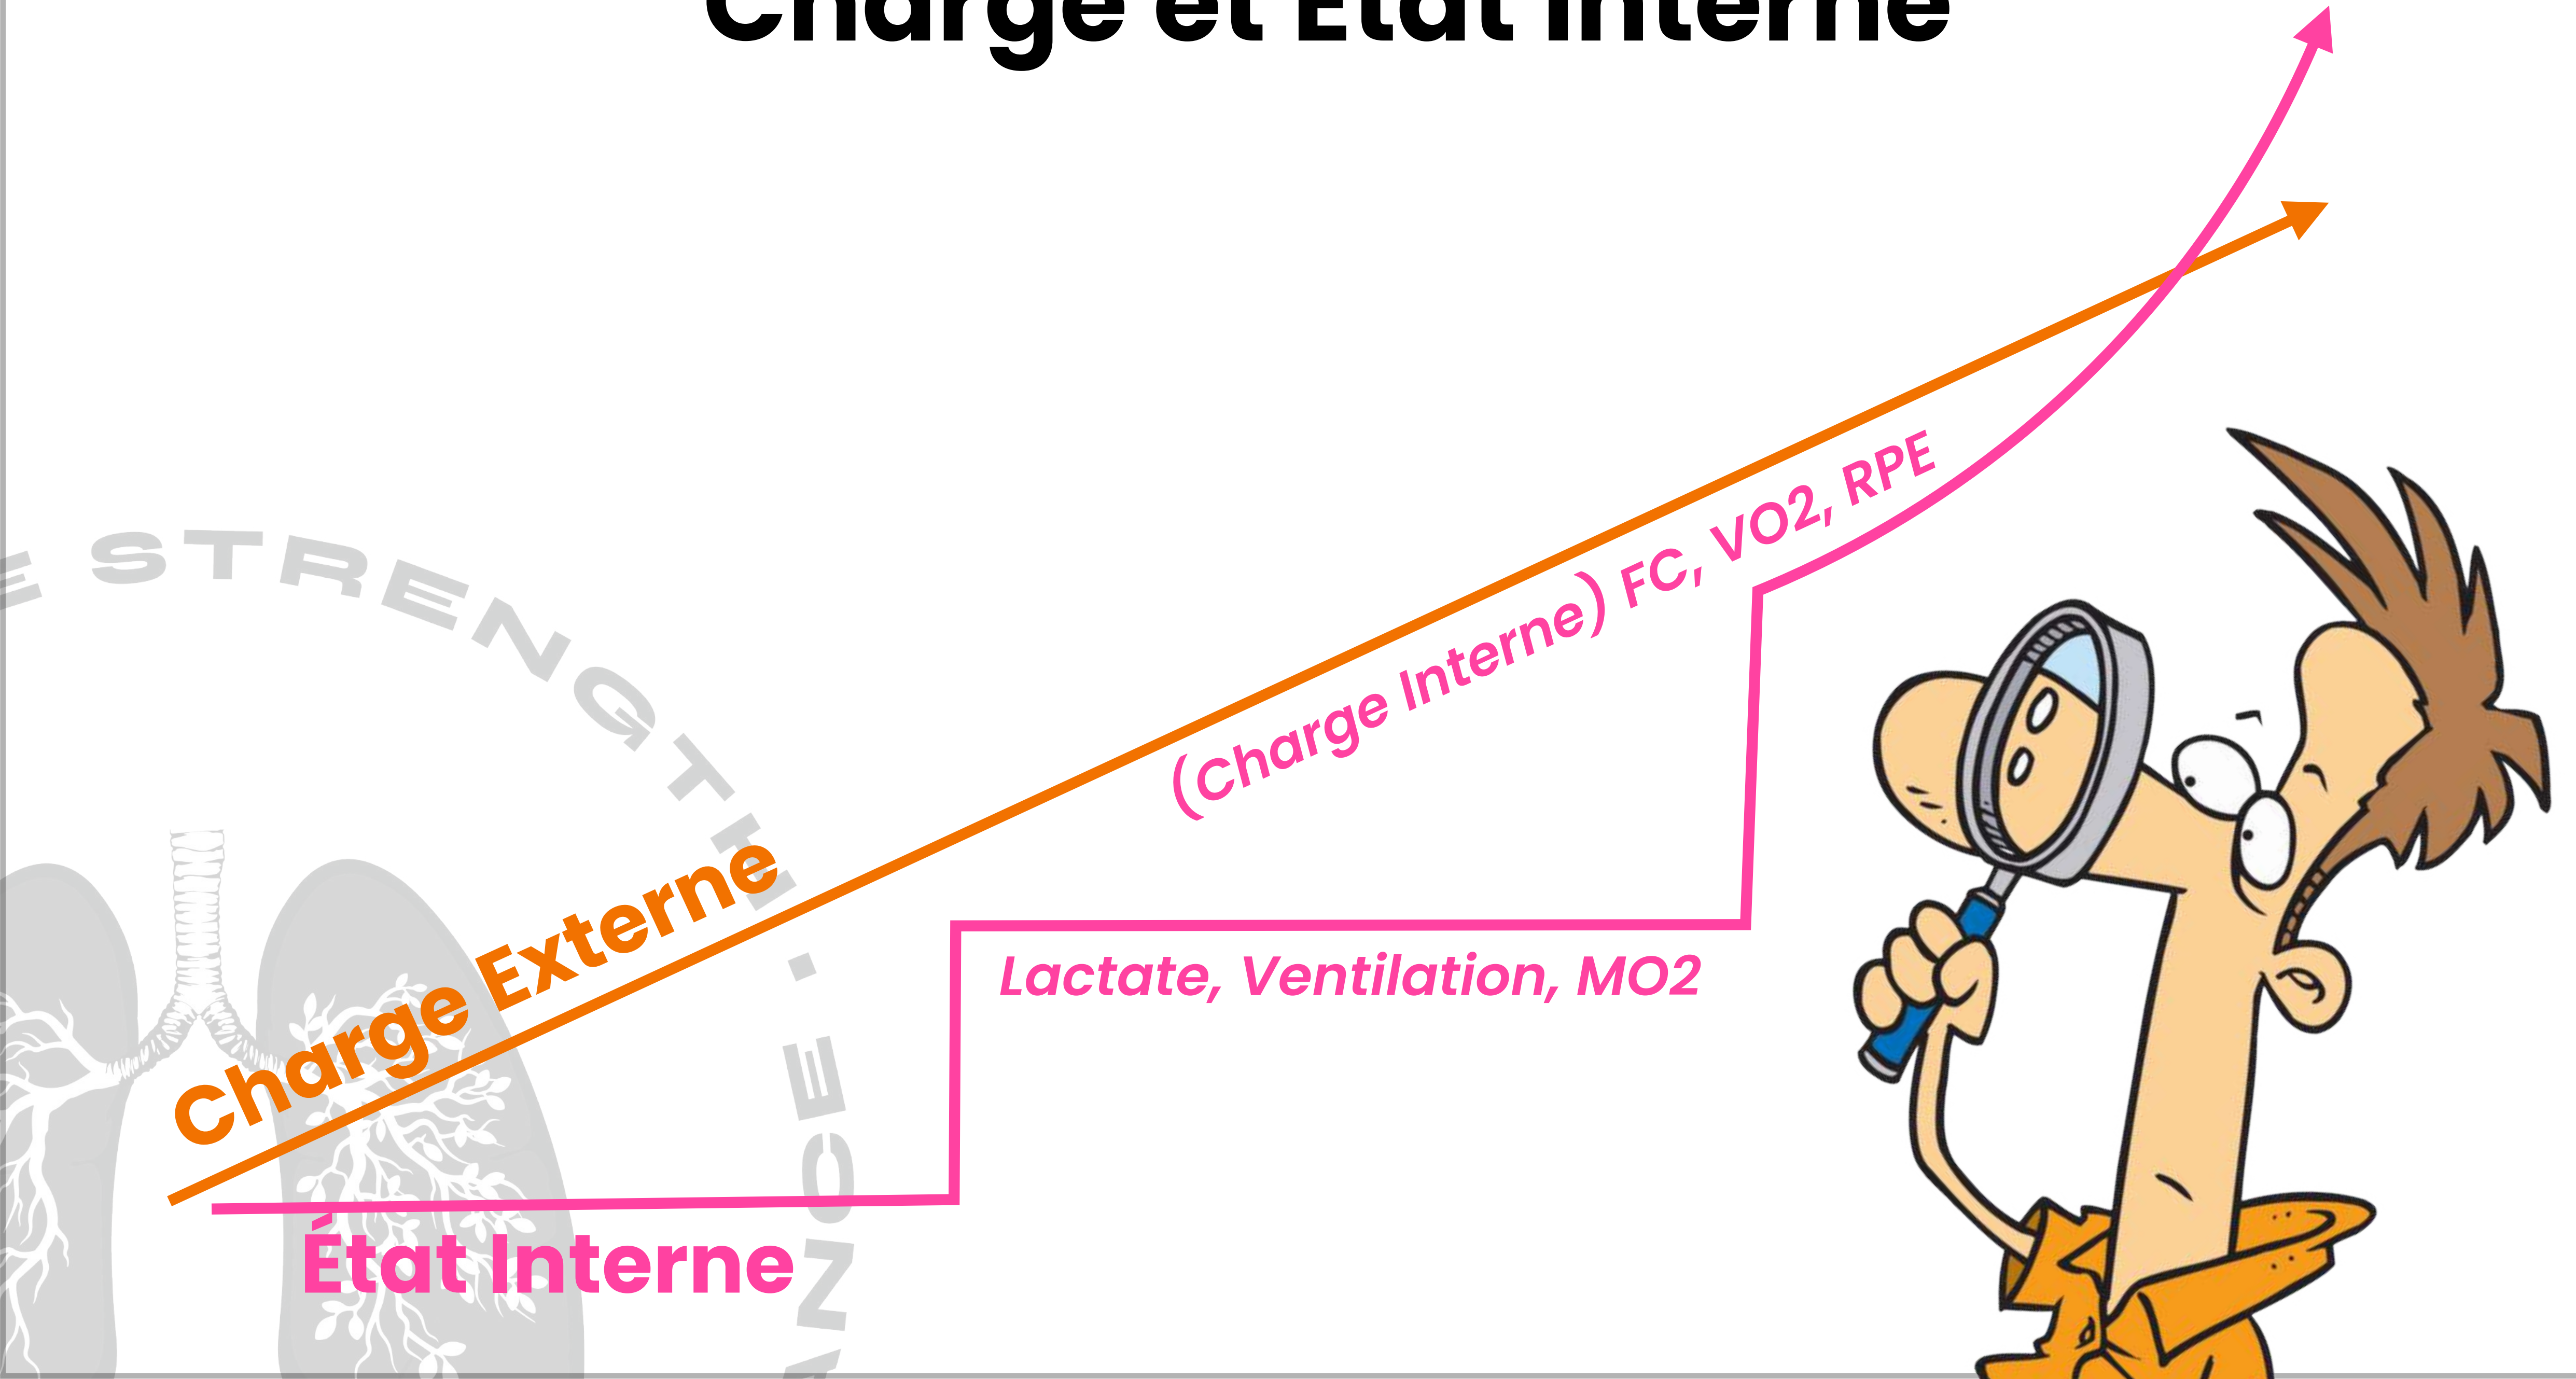 Charge et État Interne
(Charge Interne) FC, VO2, RPE
STRENGTH
Charge Externe
Lactate, Ventilation, MO2
État Interne